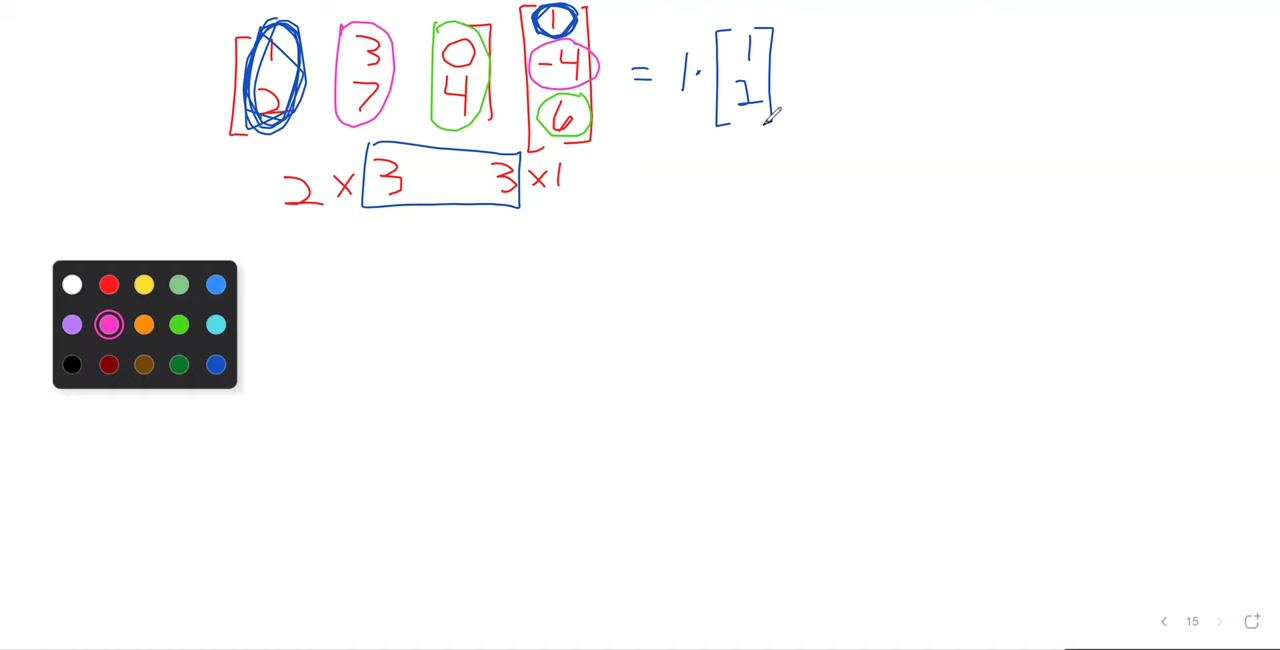 [1 3 0] [1] = 1 · [1]
[2 7 4] [-4] [2]
[6]
2 × 3 3 × 1
15